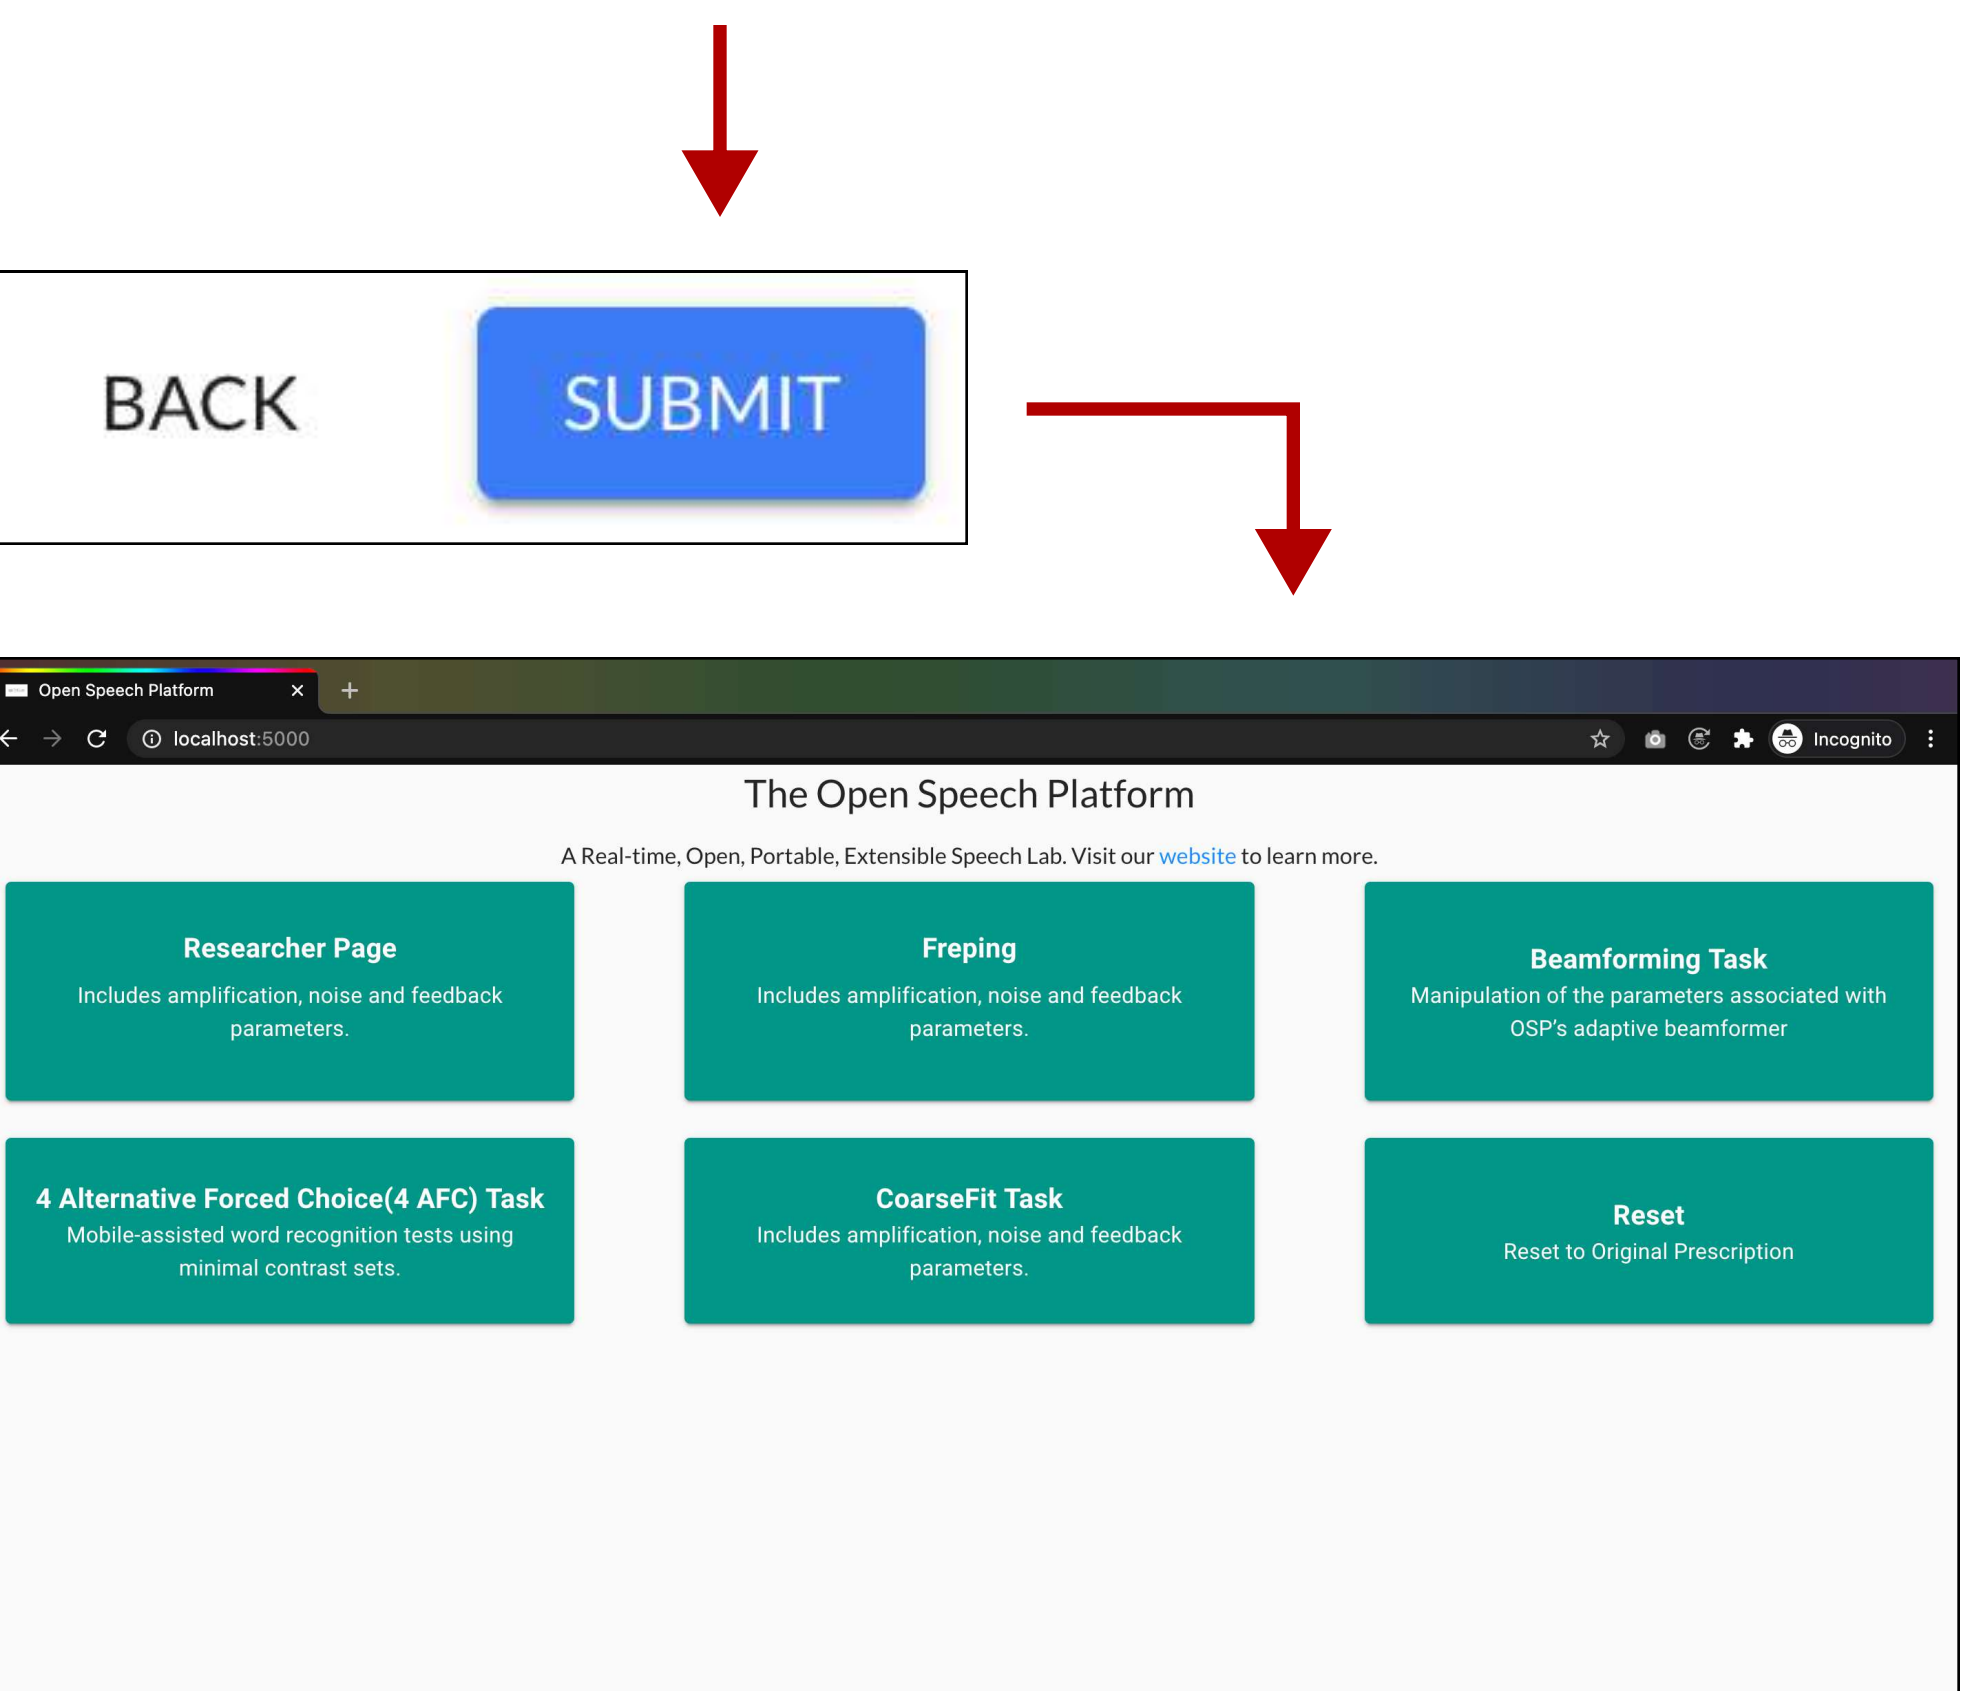 BACK
SUBMIT
Open Speech Platform
localhost:5000
Incognito
The Open Speech Platform
A Real-time, Open, Portable, Extensible Speech Lab. Visit our website to learn more.
Researcher Page
Includes amplification, noise and feedback
parameters.
Freping
Includes amplification, noise and feedback
parameters.
Beamforming Task
Manipulation of the parameters associated with
OSP’s adaptive beamformer
4 Alternative Forced Choice(4 AFC) Task
Mobile-assisted word recognition tests using
minimal contrast sets.
CoarseFit Task
Includes amplification, noise and feedback
parameters.
Reset
Reset to Original Prescription